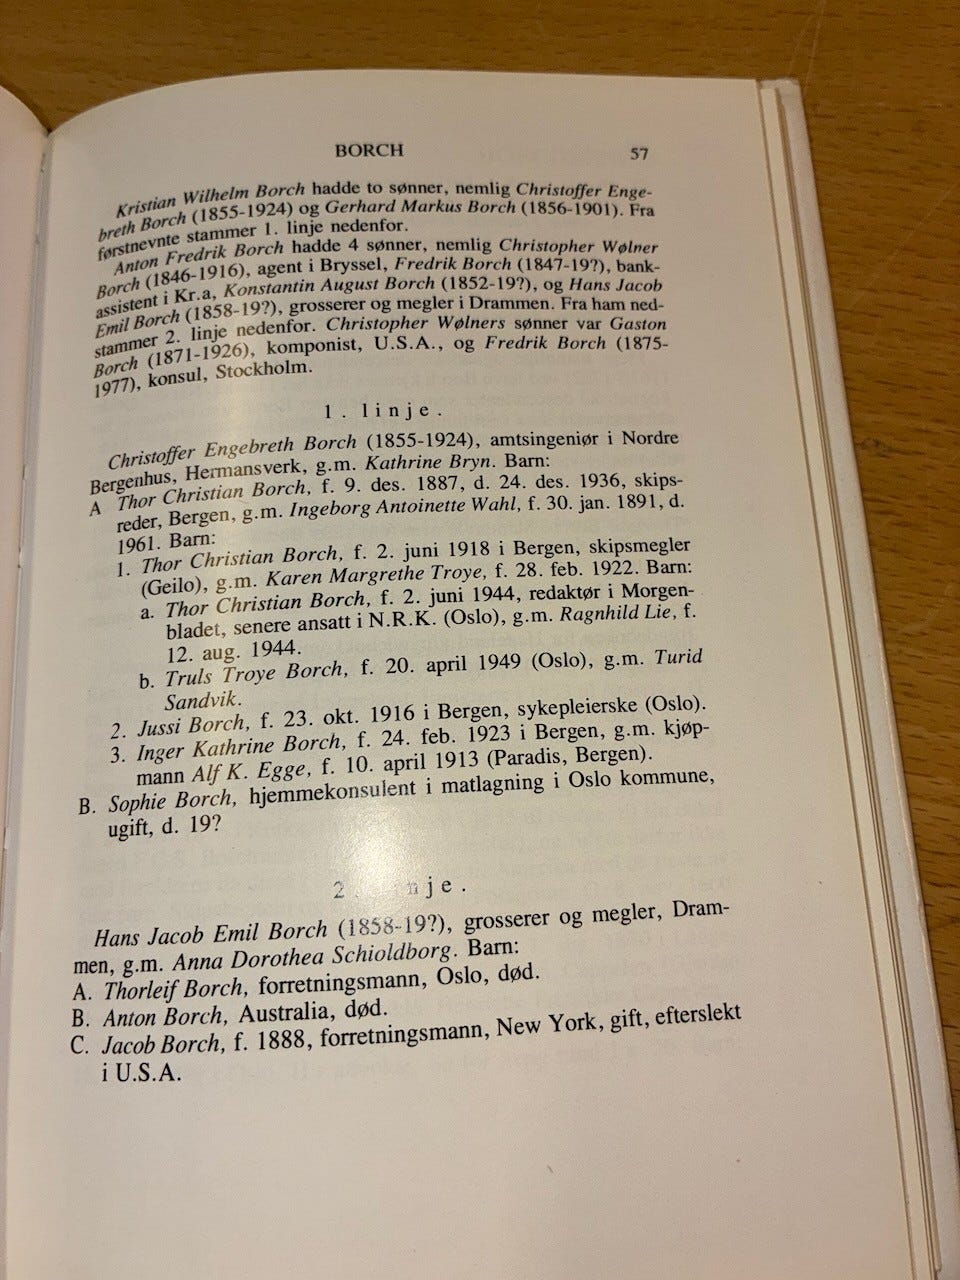 BORCH
57
Kristian Wilhelm Borch hadde to sønner, nemlig Christoffer Enge-
breth Borch (1855-1924) og Gerhard Markus Borch (1856-1901). Fra
førstnevnte stammer 1. linje nedenfor.
Anton Fredrik Borch hadde 4 sønner, nemlig Christopher Wølner
Borch (1846-1916), agent i Bryssel, Fredrik Borch (1847-19?), bank-
assistent i Kr.a, Konstantin August Borch (1852-19?), og Hans Jacob
Emil Borch (1858-19?), grosserer og megler i Drammen. Fra ham ned-
stammer 2. linje nedenfor. Christopher Wølners sønner var Gaston
Borch (1871-1926), komponist, U.S.A., og Fredrik Borch (1875-
1977), konsul, Stockholm.
1. linje.
Christoffer Engebreth Borch (1855-1924), amtsingeniør i Nordre
Bergenhus, Hermansverk, g.m. Kathrine Bryn. Barn:
A Thor Christian Borch, f. 9. des. 1887, d. 24. des. 1936, skips-
reder, Bergen, g.m. Ingeborg Antoinette Wahl, f. 30. jan. 1891, d.
1961. Barn:
1. Thor Christian Borch, f. 2. juni 1918 i Bergen, skipsmegler
(Geilo), g.m. Karen Margrethe Troye, f. 28. feb. 1922. Barn:
a. Thor Christian Borch, f. 2. juni 1944, redaktør i Morgen-
bladet, senere ansatt i N.R.K. (Oslo), g.m. Ragnhild Lie, f.
12. aug. 1944.
b. Truls Troye Borch, f. 20. april 1949 (Oslo), g.m. Turid
Sandvik.
2. Jussi Borch, f. 23. okt. 1916 i Bergen, sykepleierske (Oslo).
3. Inger Kathrine Borch, f. 24. feb. 1923 i Bergen, g.m. kjøp-
mann Alf K. Egge, f. 10. april 1913 (Paradis, Bergen).
B. Sophie Borch, hjemmekonsulent i matlagning i Oslo kommune,
ugift, d. 19?
2. linje.
Hans Jacob Emil Borch (1858-19?), grosserer og megler, Dram-
men, g.m. Anna Dorothea Schioldborg. Barn:
A. Thorleif Borch, forretningsmann, Oslo, død.
B. Anton Borch, Australia, død.
C. Jacob Borch, f. 1888, forretningsmann, New York, gift, efterslekt
i U.S.A.